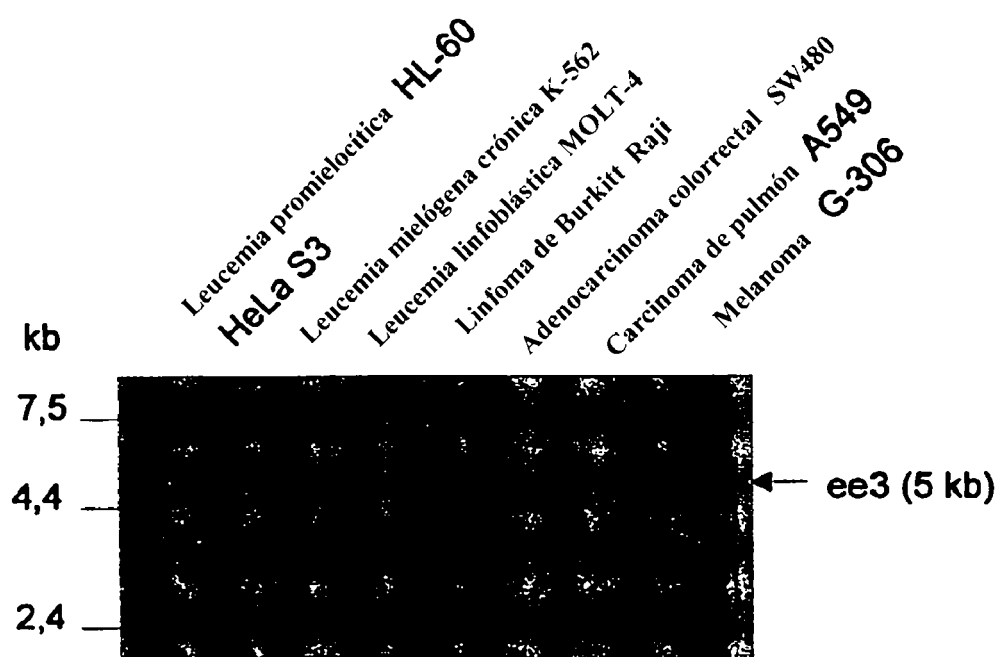 Leucemia promielocítica HL-60
HeLa S3
Leucemia mielógena crónica K-562
Leucemia linfoblástica MOLT-4
Linfoma de Burkitt Raji
Adenocarcinoma colorrectal SW480
Carcinoma de pulmón A549
Melanoma G-306
kb
7,5
4,4
2,4
ee3 (5 kb)